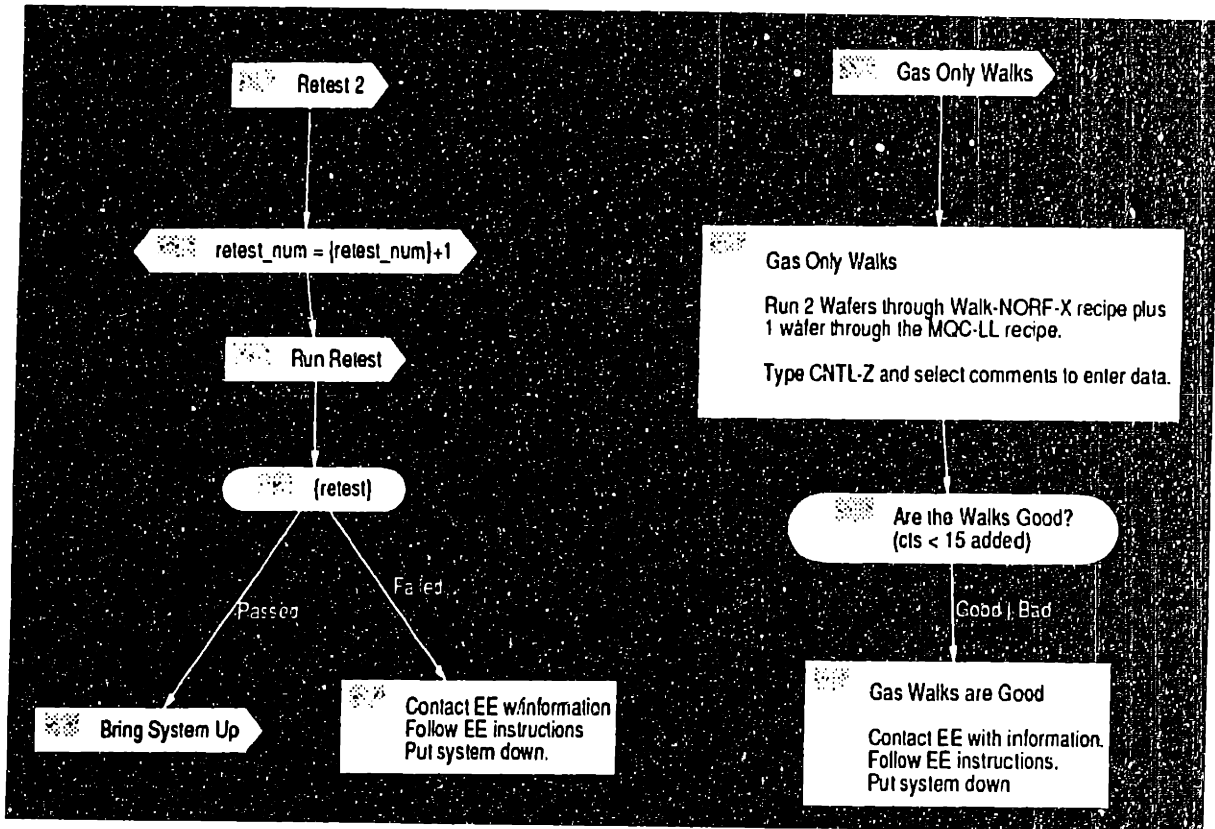 Retest 2
retest_num = {retest_num}+1
Run Retest
{retest}
Passed
Failed
Bring System Up
Contact EE w/information
Follow EE instructions
Put system down.
Gas Only Walks
Gas Only Walks
Run 2 Wafers through Walk-NORF-X recipe plus
1 wafer through the MQC-LL recipe.
Type CNTL-Z and select comments to enter data.
Are the Walks Good?
(cts < 15 added)
Good | Bad
Gas Walks are Good
Contact EE with information.
Follow EE instructions.
Put system down